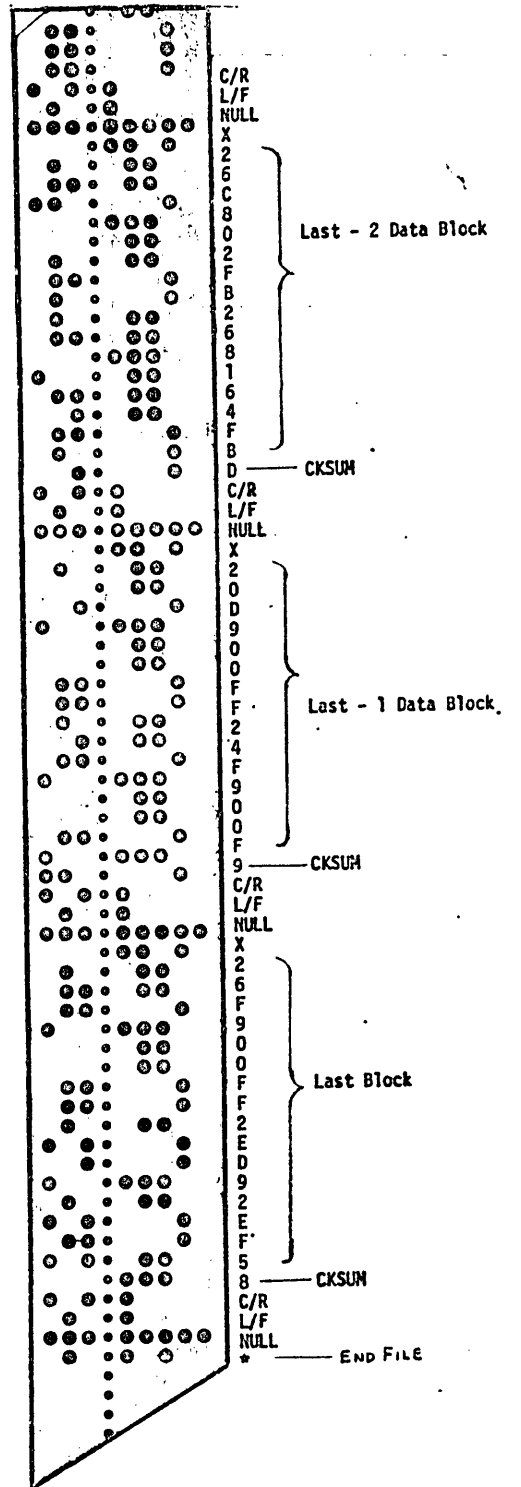 C/R
L/F
NULL
X
2
6
C
8
0
2
F
B
2
6
8
1
6
4
F
B
D
CKSUM
C/R
L/F
NULL
X
2
0
D
9
0
0
F
F
2
4
F
9
0
0
F
9
CKSUM
C/R
L/F
NULL
X
2
6
F
9
0
0
F
F
2
E
D
9
2
E
F
5
8
CKSUM
C/R
L/F
NULL
*
END FILE
Last - 2 Data Block
Last - 1 Data Block.
Last Block